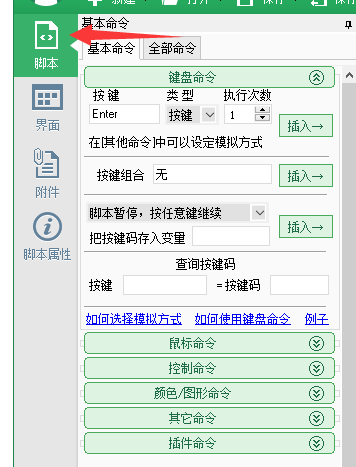 基本命令
脚本
基本命令 全部命令
界面
附件
脚本属性
键盘命令
按 键 类 型 执行次数
Enter 按键 1 插入→
在[其他命令]中可以设定模拟方式
按键组合 无 插入→
脚本暂停，按任意键继续
把按键码存入变量 插入→
查询按键码
按键 =按键码
如何选择模拟方式 如何使用键盘命令 例子
鼠标命令
控制命令
颜色/图形命令
其它命令
插件命令